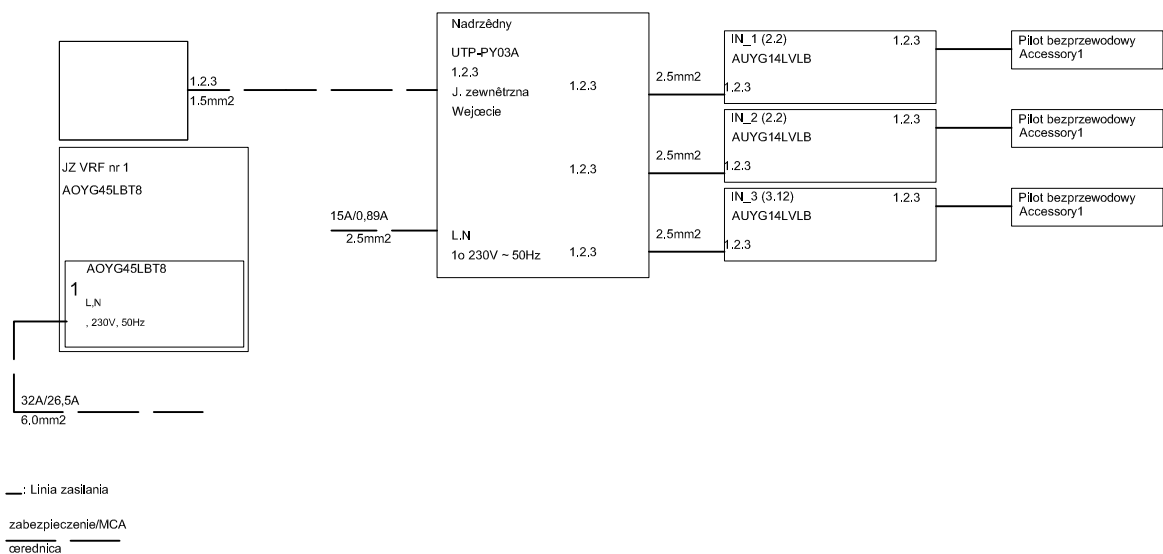 1.2.3
1.5mm2
JZ VRF nr 1
AOYG45LBT8
AOYG45LBT8
1
L,N
, 230V, 50Hz
32A/26,5A
6,0mm2
Nadrzêdny
UTP-PY03A
1.2.3
J. zewnêtrzna
Wejœcie
1.2.3
1.2.3
L.N
1o 230V ~ 50Hz
1.2.3
15A/0,89A
2.5mm2
2.5mm2
2.5mm2
2.5mm2
IN_1 (2.2)
1.2.3
AUYG14LVLB
1.2.3
Pilot bezprzewodowy
Accessory1
IN_2 (2.2)
1.2.3
AUYG14LVLB
1.2.3
Pilot bezprzewodowy
Accessory1
IN_3 (3.12)
1.2.3
AUYG14LVLB
1.2.3
Pilot bezprzewodowy
Accessory1
: Linia zasilania
zabezpieczenie/MCA
œrednica